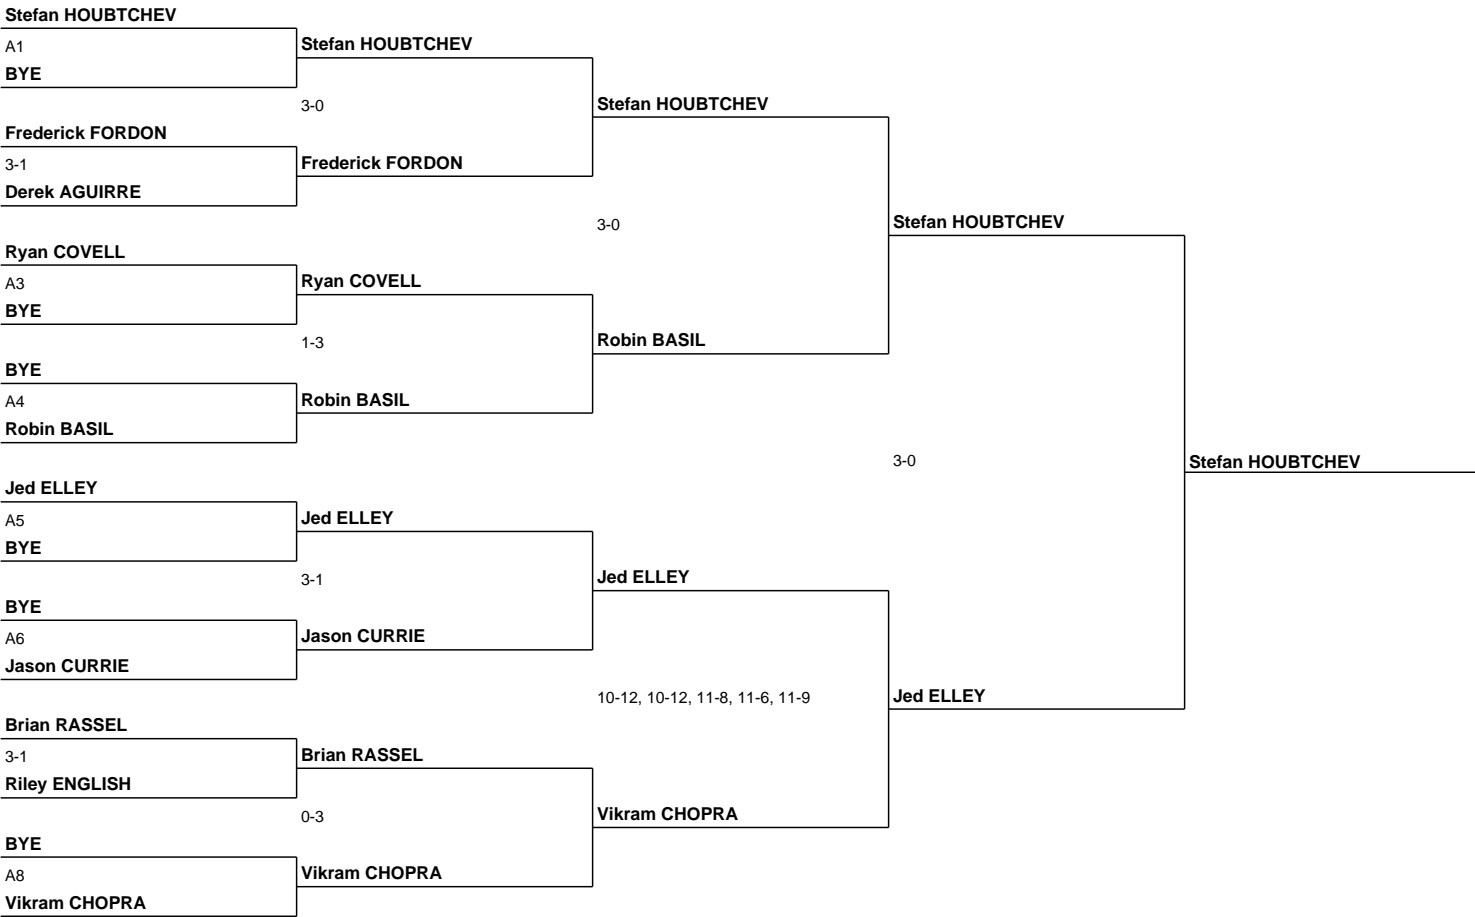 Stefan HOUBTCHEV
A1
BYE
Frederick FORDON
3-1
Derek AGUIRRE
Ryan COVELL
A3
BYE
BYE
A4
Robin BASIL
Jed ELLEY
A5
BYE
BYE
A6
Jason CURRIE
Brian RASSEL
3-1
Riley ENGLISH
BYE
A8
Vikram CHOPRA
Stefan HOUBTCHEV
3-0
Frederick FORDON
Ryan COVELL
1-3
Robin BASIL
Jed ELLEY
3-1
Jason CURRIE
Brian RASSEL
0-3
Vikram CHOPRA
Stefan HOUBTCHEV
3-0
Robin BASIL
Jed ELLEY
10-12, 10-12, 11-8, 11-6, 11-9
Vikram CHOPRA
Stefan HOUBTCHEV
3-0
Jed ELLEY
Stefan HOUBTCHEV